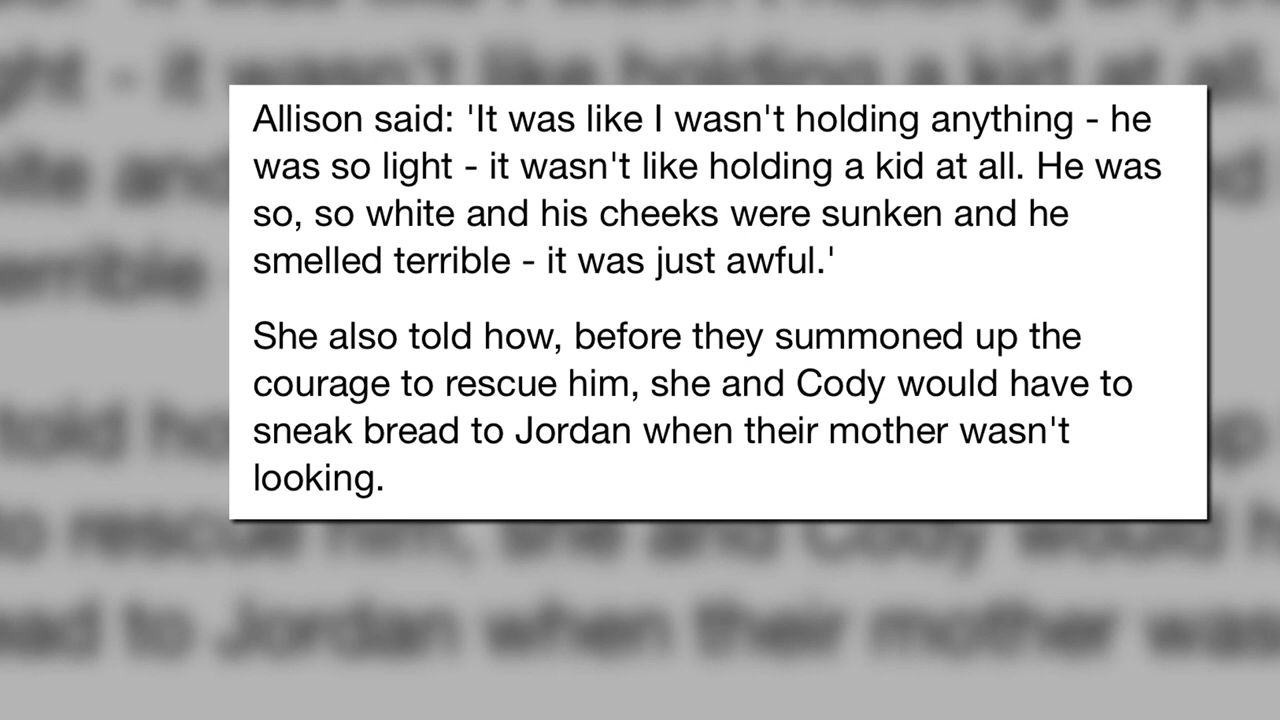 Allison said: 'It was like I wasn't holding anything - he
was so light - it wasn't like holding a kid at all. He was
so, so white and his cheeks were sunken and he
smelled terrible - it was just awful.'
She also told how, before they summoned up the
courage to rescue him, she and Cody would have to
sneak bread to Jordan when their mother wasn't
looking.